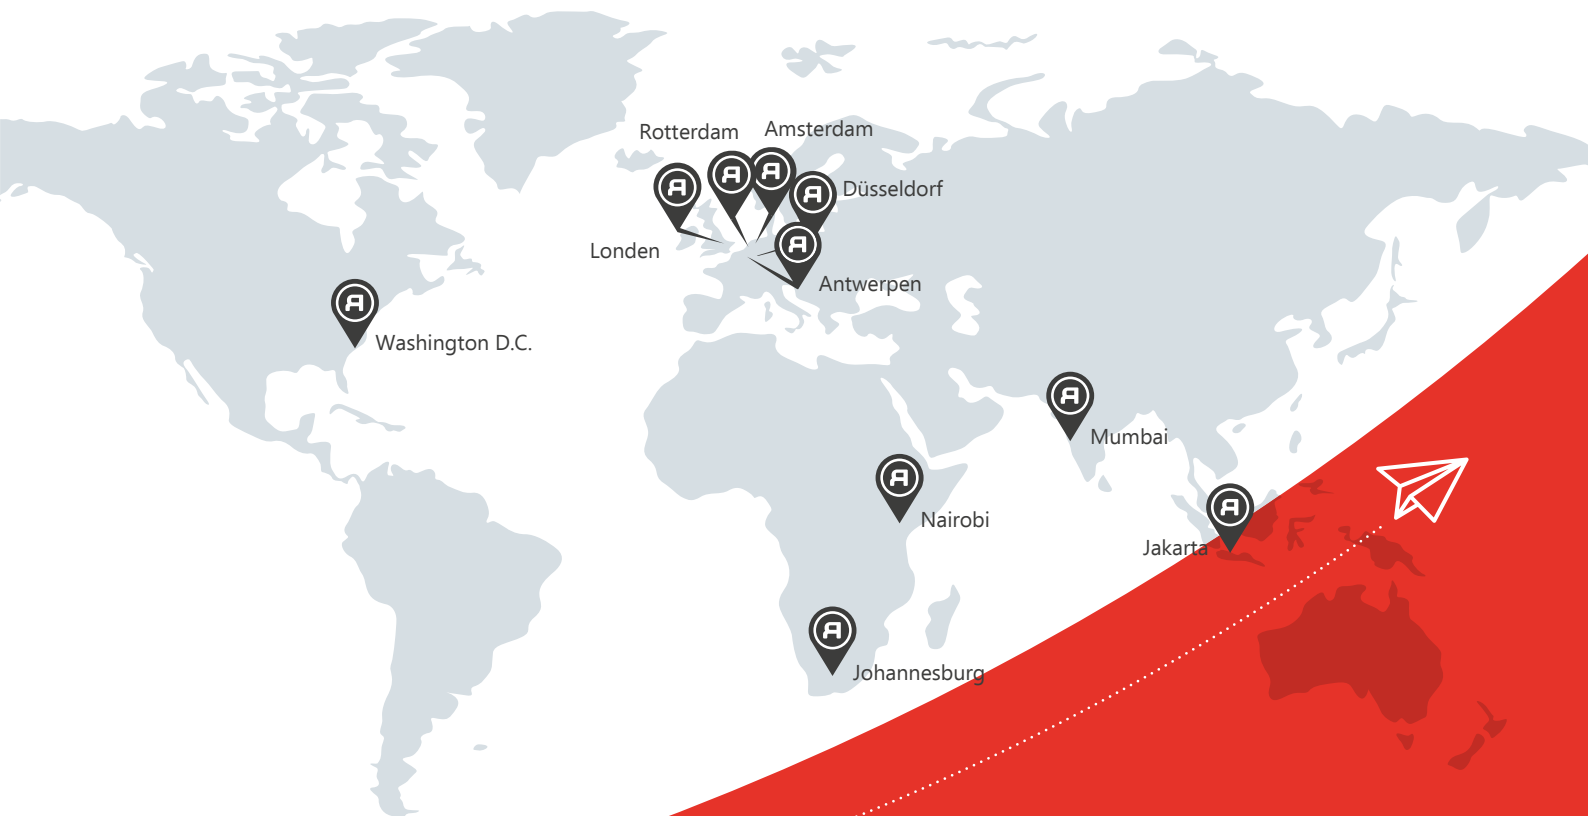 Rotterdam
Amsterdam
Düsseldorf
Londen
Antwerpen
Washington D.C.
Mumbai
Nairobi
Jakarta
Johannesburg